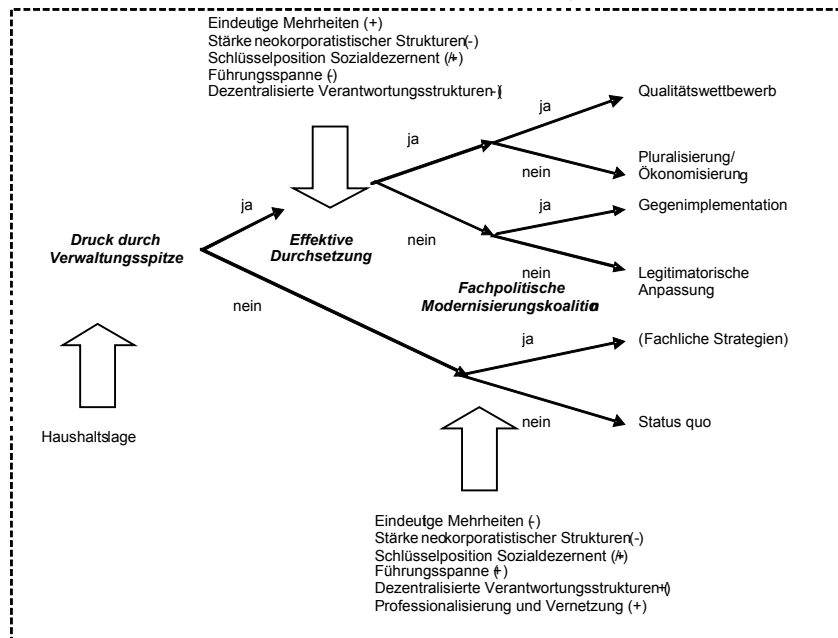 Eindeutige Mehrheiten (+)
Stärke neokorporatistischer Strukturen(-)
Schlüsselposition Sozialdezernent (+/-)
Führungsspanne (-)
Dezentralisierte Verantwortungsstrukturen(-)
ja
Qualitätswettbewerb
ja
nein
Pluralisierung/
Ökonomisierung
ja
Druck durch
Verwaltungsspitze
Effektive
Durchsetzung
nein
ja
Gegenimplementation
nein
Legitimatorische
Anpassung
Fachpolitische
Modernisierungskoalition
nein
ja
(Fachliche Strategien)
nein
Status quo
Haushaltslage
Eindeutige Mehrheiten (-)
Stärke neokorporatistischer Strukturen(-)
Schlüsselposition Sozialdezernent (+/-)
Führungsspanne (+)
Dezentralisierte Verantwortungsstrukturen(+)
Professionalisierung und Vernetzung (+)